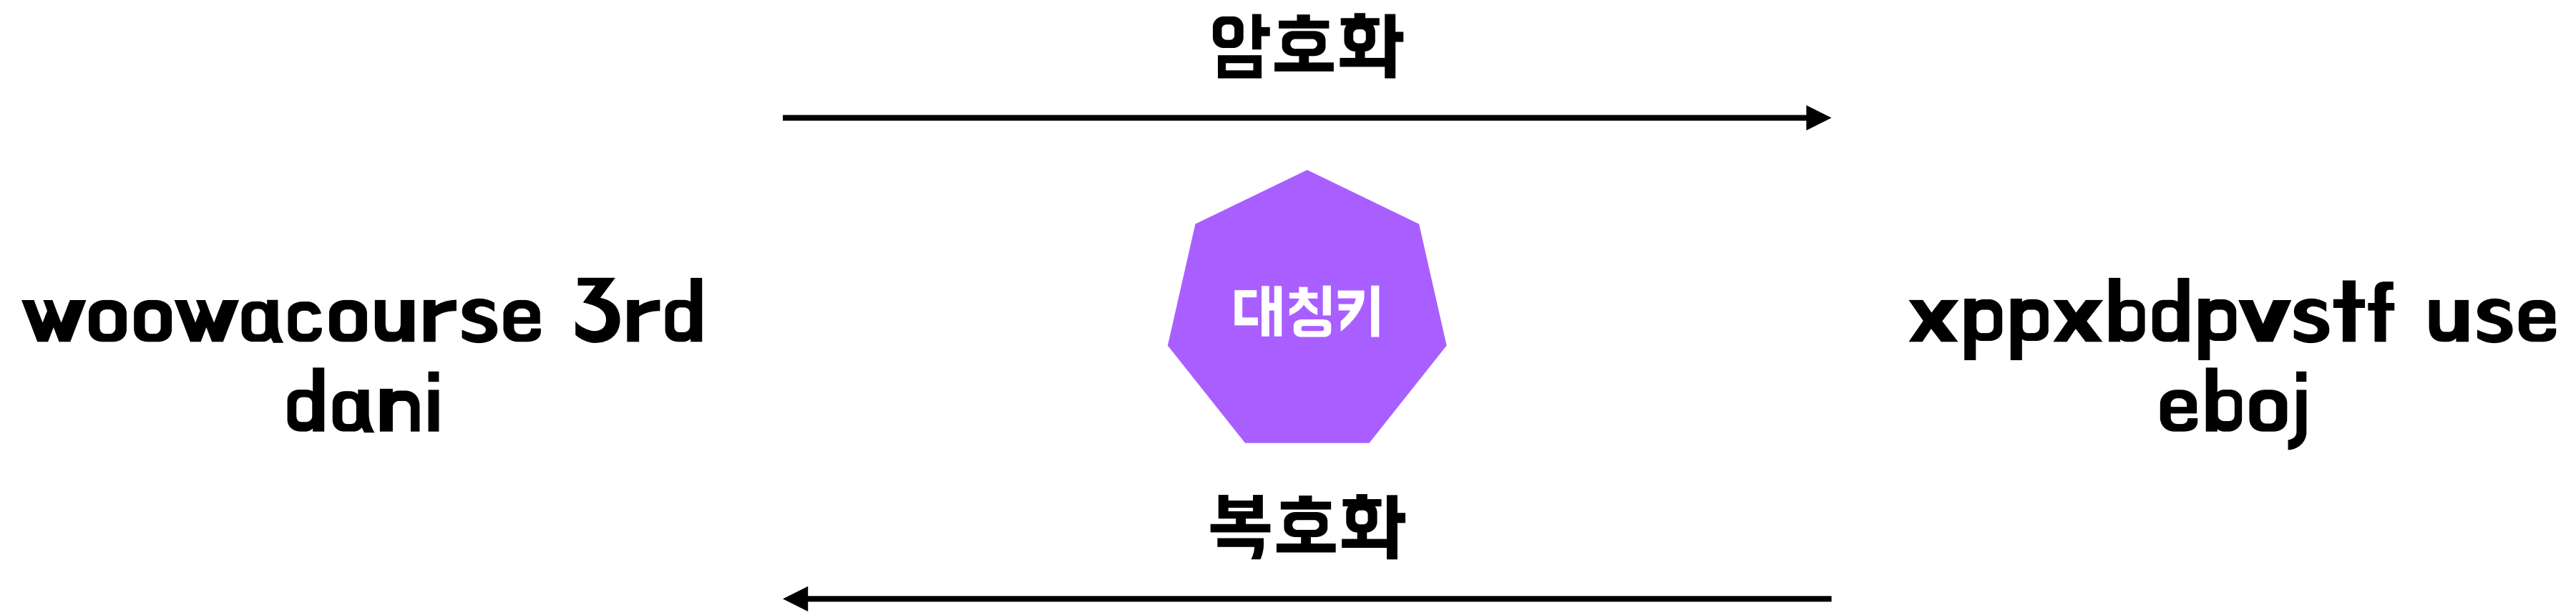 암호화
woowacourse 3rd
dani
대칭키
xppxbdpvstf use
eboj
복호화